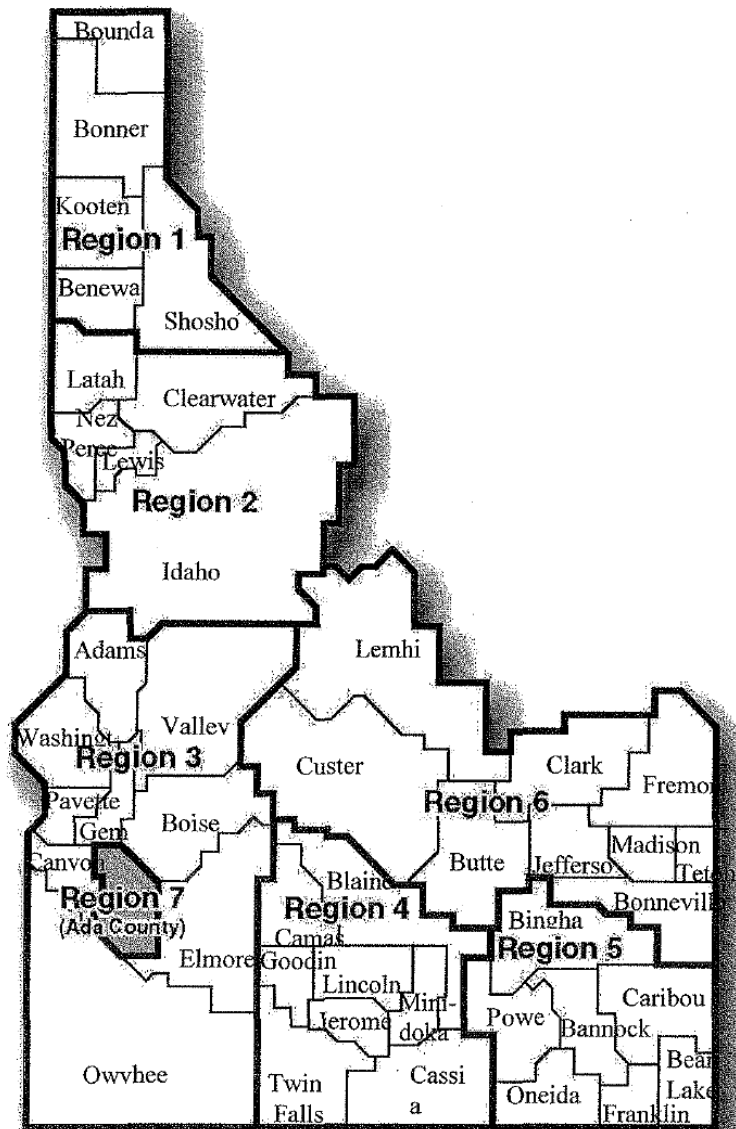 Bounda
Bonner
Kooten
Region 1
Benewa
Shosho
Latah
Clearwater
Nez
Perce
Lewis
Region 2
Idaho
Adams
Lemhi
Washingt
Valley
Region 3
Custer
Clark
Fremon
Payette
Region 6
Gem
Boise
Madison
Canyon
Butte
Jefferso
Teton
Blaine
Region 7
(Ada County)
Region 4
Bonnevill
Bingha
Camas
Region 5
Elmore
Goodin
Lincoln
Caribou
Jerome
Mini-
doka
Powe
Bannock
Owyhee
Twin
Falls
Cassi
a
Oneida
Bear
Lake
Franklin